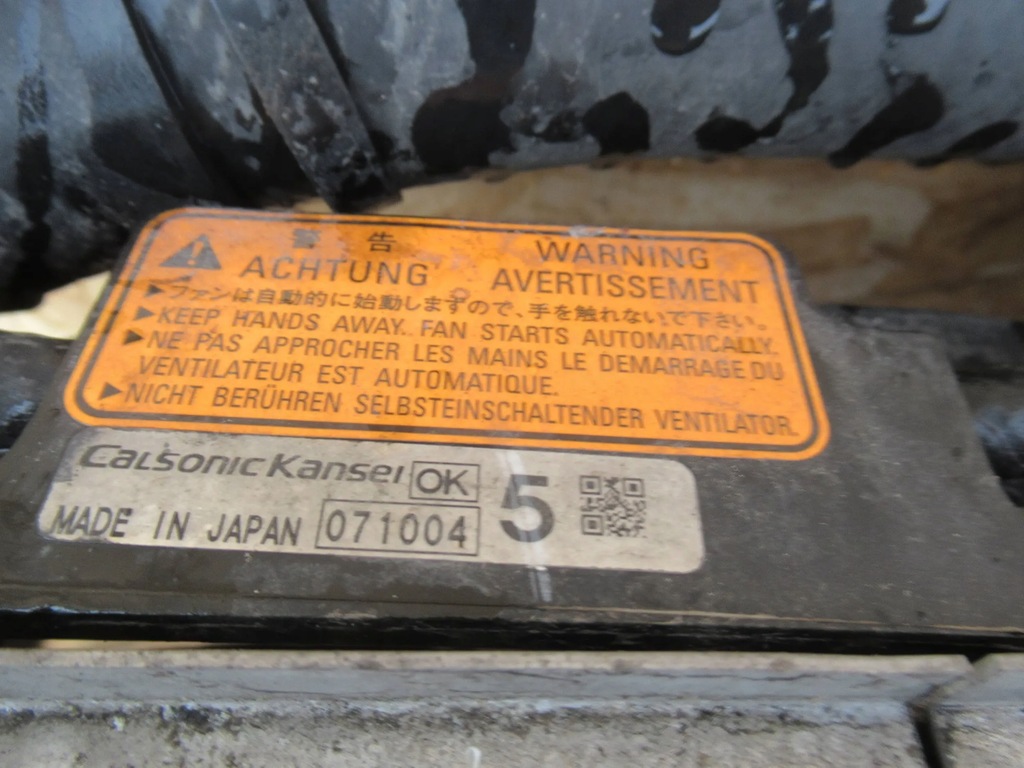 警告 WARNING
ACHTUNG AVERTISSEMENT
▶ファンは自動的に始動しますので、手を触れないで下さい。
▶KEEP HANDS AWAY. FAN STARTS AUTOMATICALLY.
▶NE PAS APPROCHER LES MAINS LE DEMARRAGE DU
VENTILATEUR EST AUTOMATIQUE.
▶NICHT BERÜHREN SELBSTEINSCHALTENDER VENTILATOR.
CalsonicKansei OK 5
MADE IN JAPAN 071004